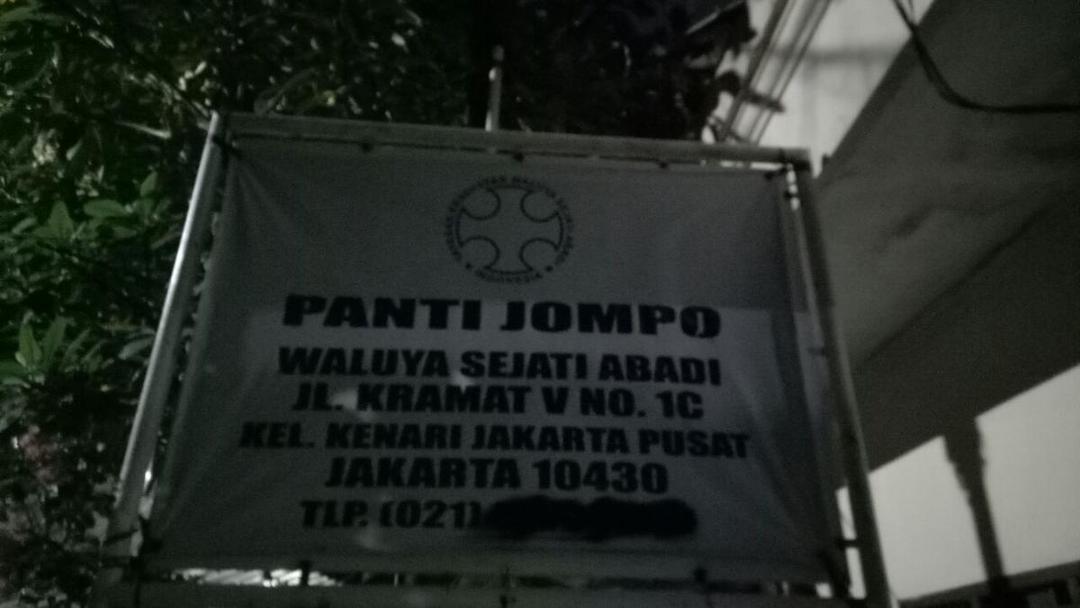 PANTI JOMPO
WALUYA SEJATI ABADI
JL. KRAMAT V NO. 1C
KEL. KENARI JAKARTA PUSAT
JAKARTA 10430
TLP. (021)